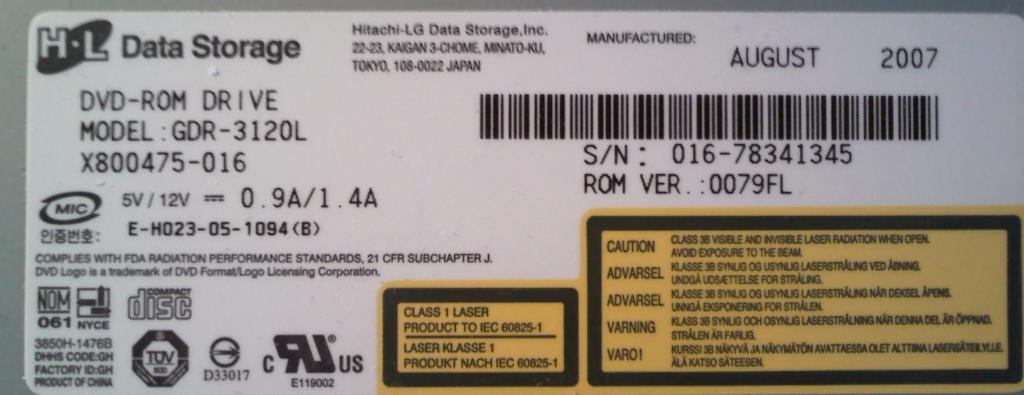 H·L Data Storage
Hitachi-LG Data Storage,Inc.
22-23, KAIGAN 3-CHOME, MINATO-KU,
TOKYO, 108-0022 JAPAN
MANUFACTURED:
AUGUST 2007
DVD-ROM DRIVE
MODEL:GDR-3120L
X800475-016
S/N: 016-78341345
ROM VER.:0079FL
MIC
인증번호:
5V / 12V ⎓ 0.9A/1.4A
E-H023-05-1094(B)
COMPLIES WITH FDA RADIATION PERFORMANCE STANDARDS, 21 CFR SUBCHAPTER J.
DVD Logo is a trademark of DVD Format/Logo Licensing Corporation.
NOM
061 NYCE
COMPACT
disc
3850H-1476B
DHHS CODE:GH
FACTORY ID:GH
PRODUCT OF CHINA
TÜV
D33017
C RU US
E119002
CLASS 1 LASER
PRODUCT TO IEC 60825-1
LASER KLASSE 1
PRODUKT NACH IEC 60825-1
CAUTION CLASS 3B VISIBLE AND INVISIBLE LASER RADIATION WHEN OPEN.
AVOID EXPOSURE TO THE BEAM.
ADVARSEL KLASSE 3B SYNLIG OG USYNLIG LASERSTRÅLING VED ÅBNING.
UNDGÅ UDSÆTTELSE FOR STRÅLING.
ADVARSEL KLASSE 3B SYNLIG OG USYNLIG LASERSTRÅLING NÅR DEKSEL ÅPENS.
UNNGÅ EKSPONERING FOR STRÅLEN.
VARNING KLASS 3B SYNLIG OCH OSYNLIG LASERSTRÅLNING NÄR DENNA DEL ÄR ÖPPNAD.
STRÅLEN ÄR FARLIG.
VARO! KURSSI 3B NÄKYVÄ JA NÄKYMÄTÖN AVATTAESSA OLET ALTTIINA LASERSÄTEILYLLE.
ÄLÄ KATSO SÄTEESEEN.